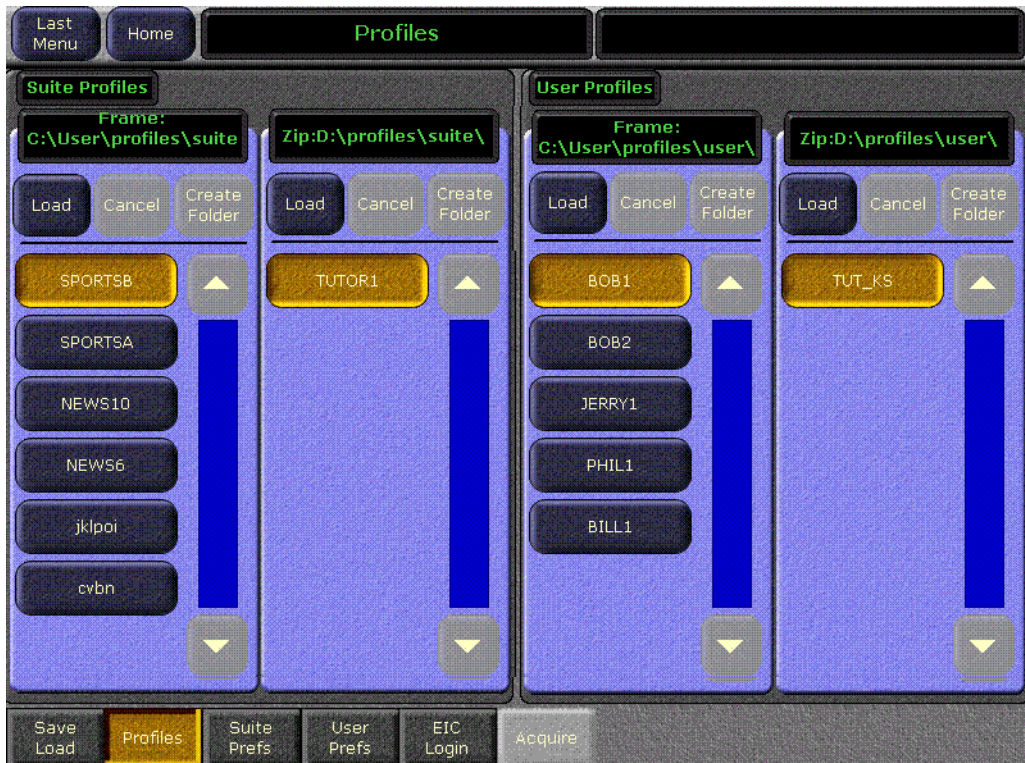 Last
Menu
Home
Profiles
Suite Profiles
Frame:
C:\User\profiles\suite
Zip:D:\profiles\suite\
Load
Cancel
Create
Folder
Load
Cancel
Create
Folder
SPORTSB
SPORTSA
NEWS10
NEWS6
jklpoi
cvbn
TUTOR1
User Profiles
Frame:
C:\User\profiles\user\
Zip:D:\profiles\user\
Load
Cancel
Create
Folder
Load
Cancel
Create
Folder
BOB1
BOB2
JERRY1
PHIL1
BILL1
TUT_KS
Save
Load
Profiles
Suite
Prefs
User
Prefs
EIC
Login
Acquire